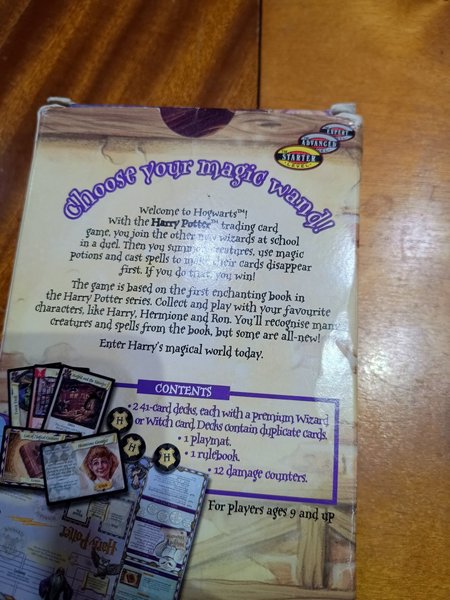 EXPERT
ADVANCED
STARTER
LEVEL
Choose your magic wand!
Welcome to Hogwarts™!
With the Harry Potter™ trading card
game, you join the other new wizards at school
in a duel. Then you summon creatures, use magic
potions and cast spells to make their cards disappear
first. If you do that, you win!
The game is based on the first enchanting book in
the Harry Potter series. Collect and play with your favourite
characters, like Harry, Hermione and Ron. You'll recognise many
creatures and spells from the book, but some are all-new!
Enter Harry's magical world today.
CONTENTS
• 2 41-card decks, each with a premium Wizard
or Witch card. Decks contain duplicate cards.
• 1 playmat.
• 1 rulebook.
• 12 damage counters.
For players ages 9 and up
Hermione Granger
H
H
H
Harry Potter